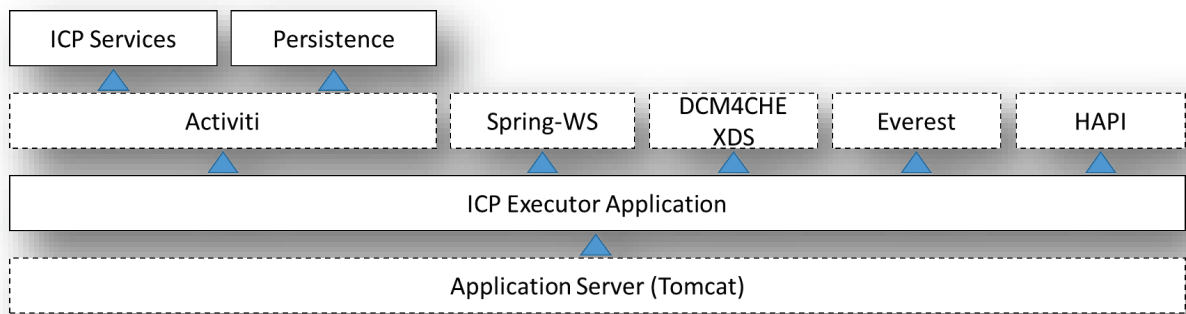 ICP Services
Persistence
Activiti
Spring-WS
DCM4CHE
XDS
Everest
HAPI
ICP Executor Application
Application Server (Tomcat)